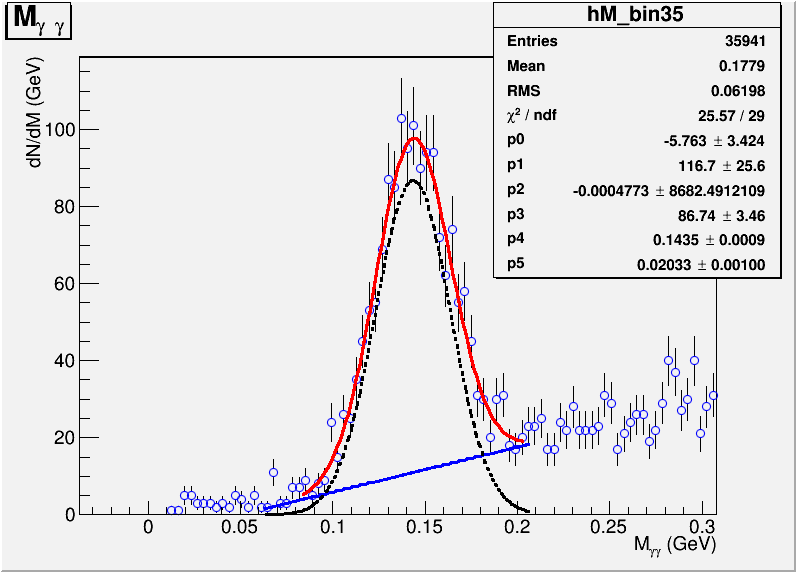 Mγ γ
hM_bin35
Entries 35941
Mean 0.1779
RMS 0.06198
χ² / ndf 25.57 / 29
p0 -5.763 ± 3.424
p1 116.7 ± 25.6
p2 -0.0004773 ± 8682.4912109
p3 86.74 ± 3.46
p4 0.1435 ± 0.0009
p5 0.02033 ± 0.00100
dN/dM (GeV)
100
80
60
40
20
0
0 0.05 0.1 0.15 0.2 0.25 0.3
Mγγ (GeV)